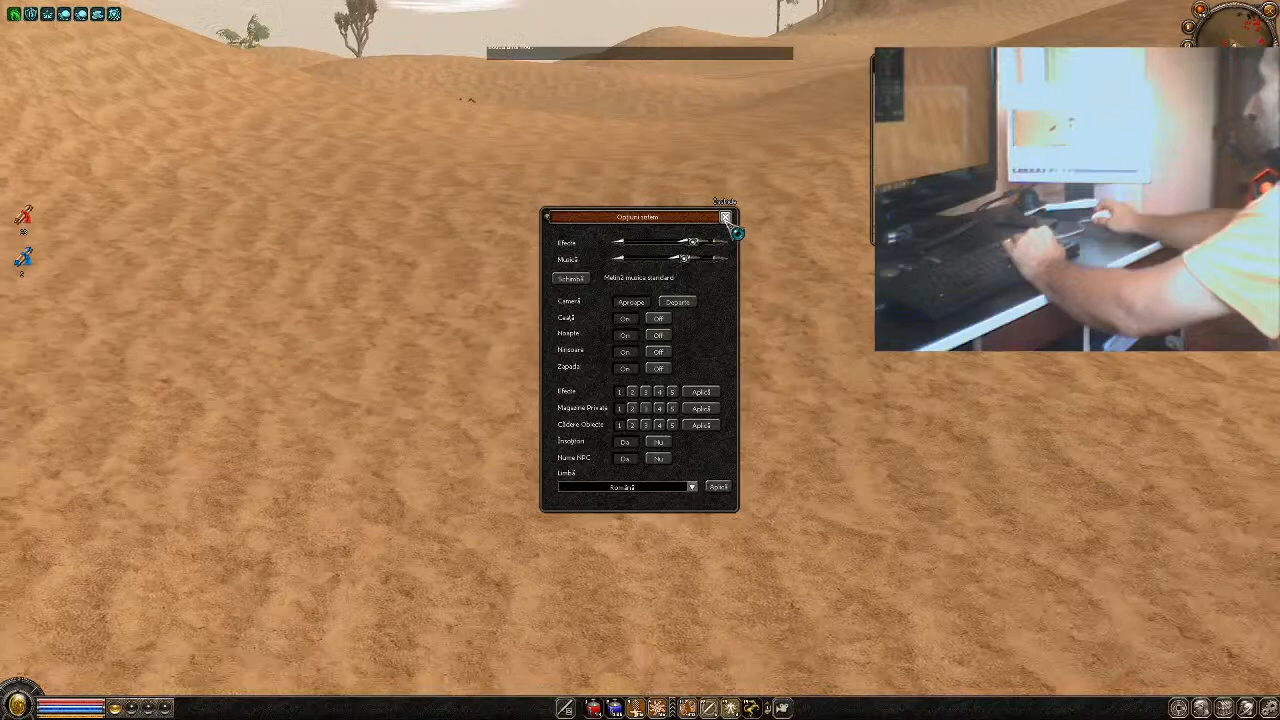 Închide
Opțiuni sistem
Efecte
Muzică
Schimbă Metin2 muzica standard
Cameră Aproape Departe
Ceață On Off
Noapte On Off
Ninsoare On Off
Zapada On Off
Efecte 1 2 3 4 5 Aplică
Magazine Private 1 2 3 4 5 Aplică
Cădere Obiecte 1 2 3 4 5 Aplică
Însoțitori Da Nu
Nume NPC Da Nu
Limbă
Română Aplică